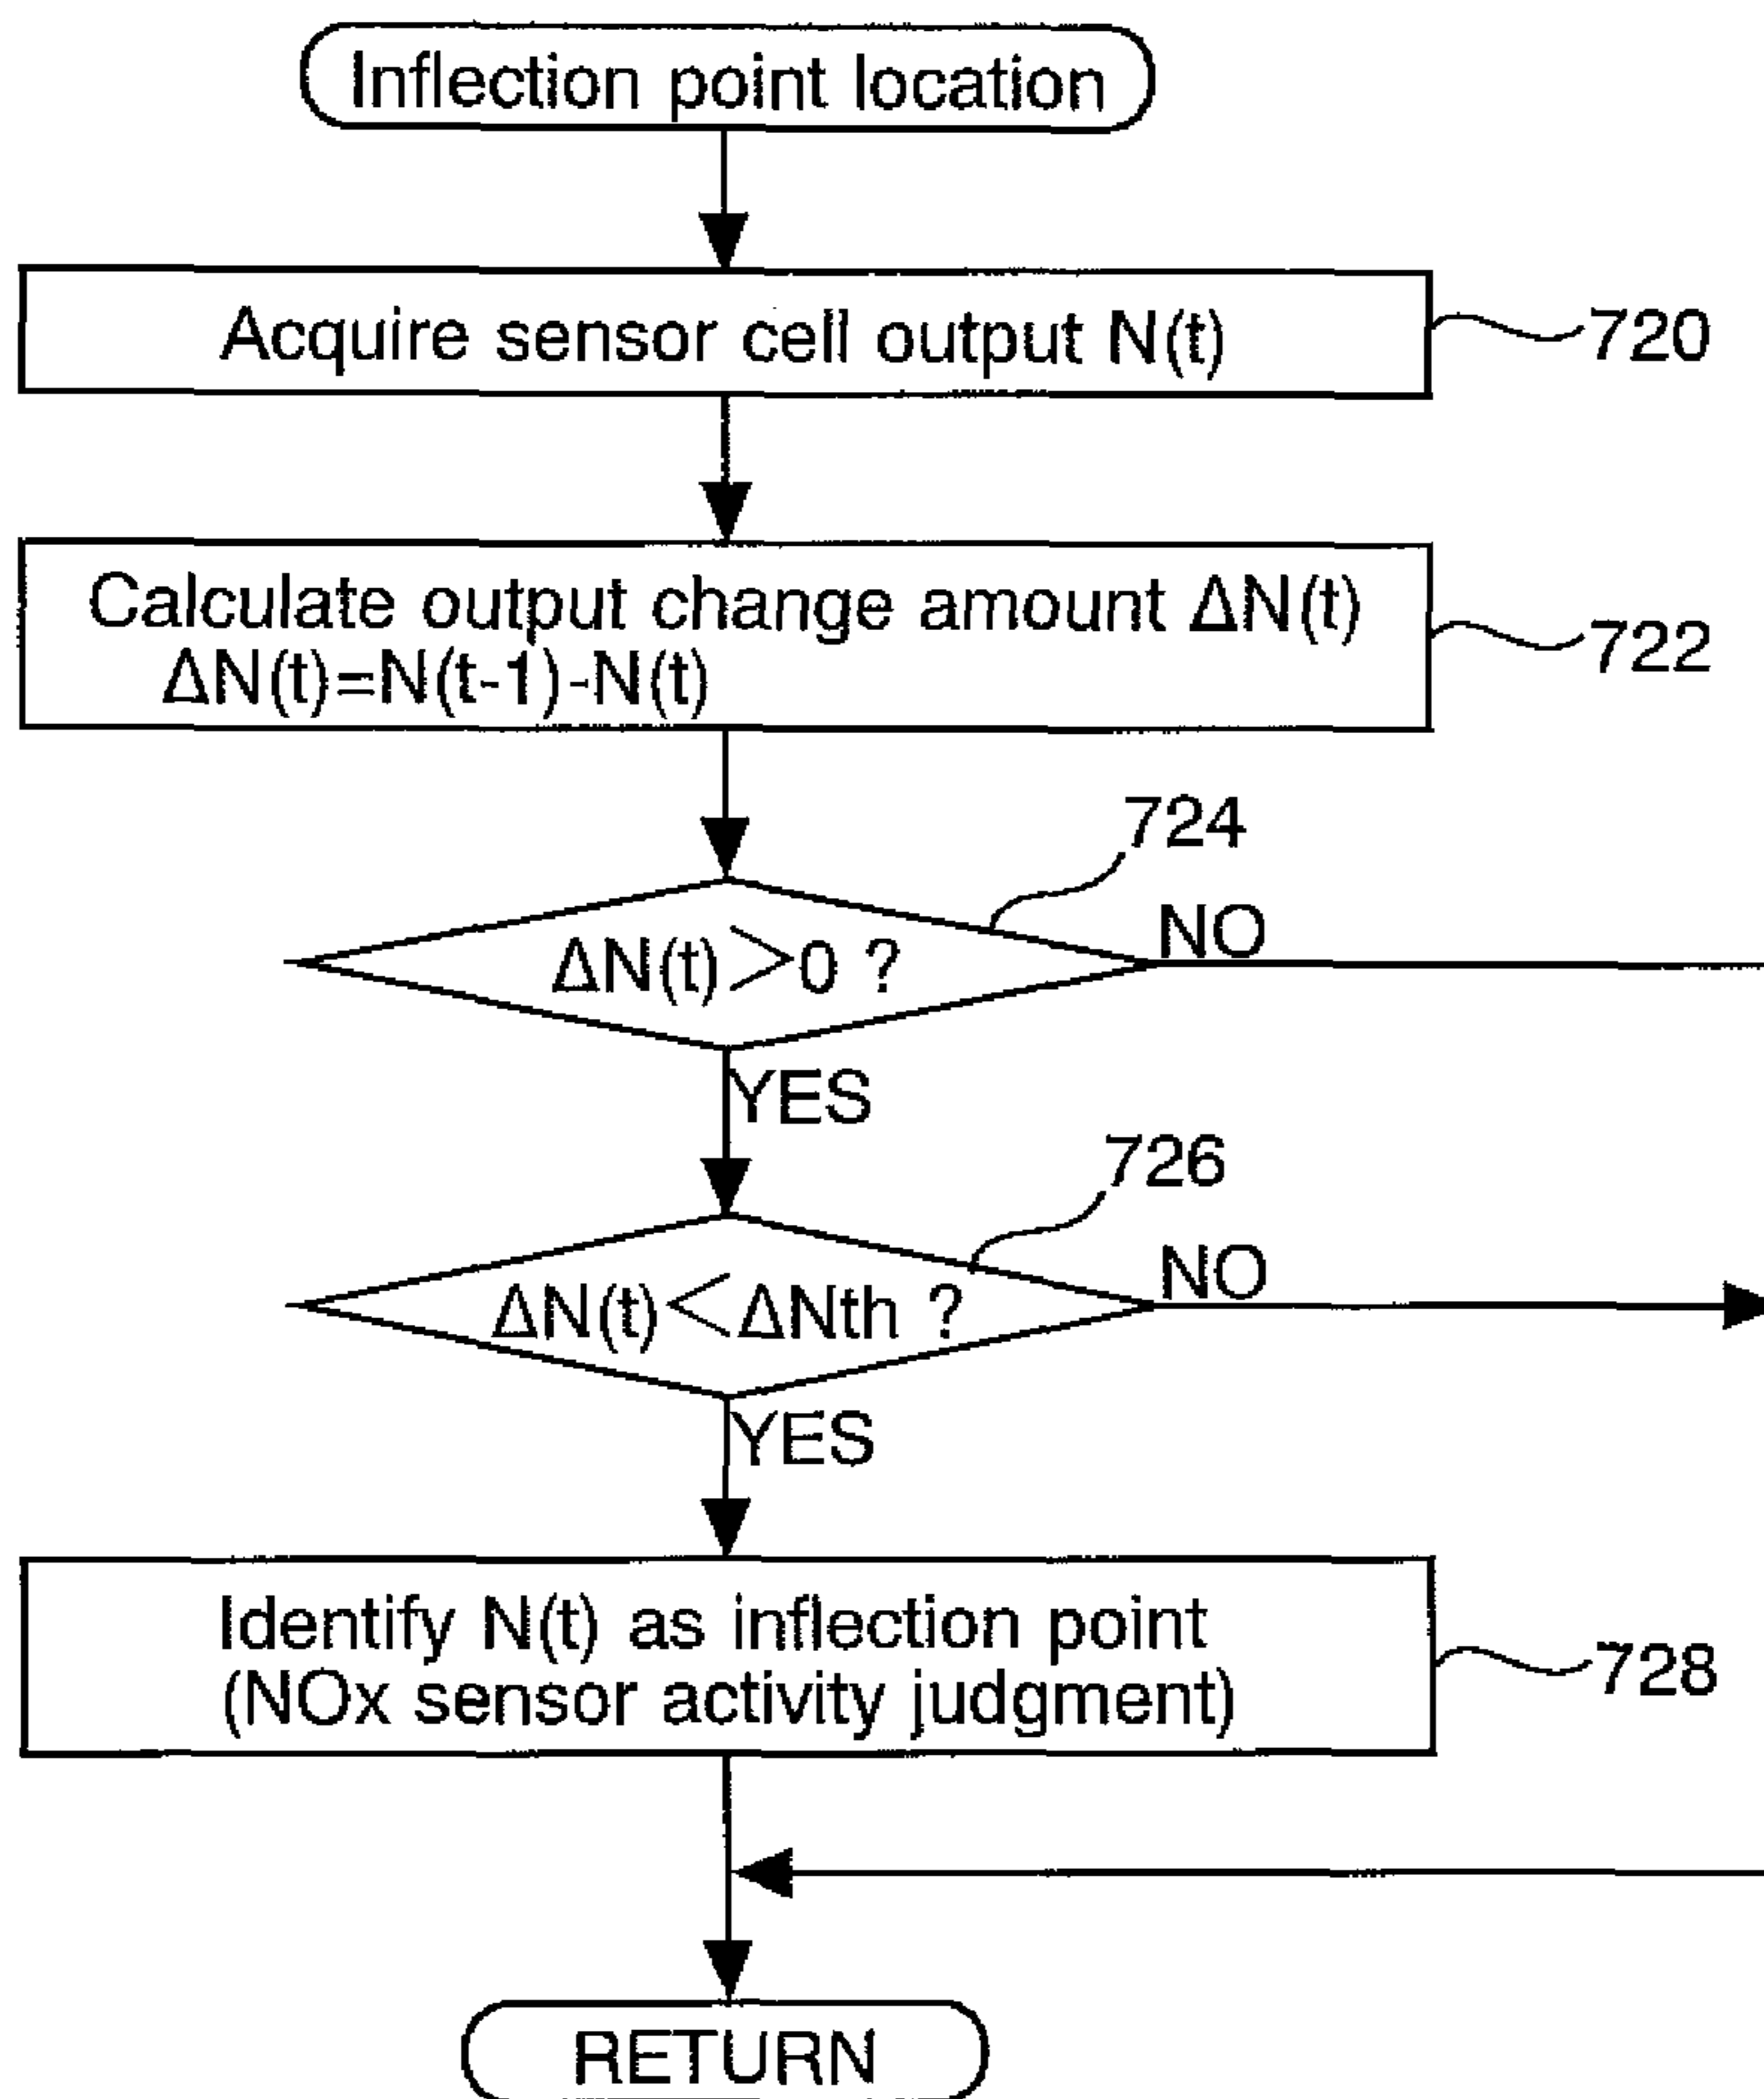 Inflection point location
Acquire sensor cell output N(t)
720
Calculate output change amount ΔN(t)
ΔN(t)=N(t-1)-N(t)
722
724
ΔN(t)>0 ?
NO
YES
726
ΔN(t)<ΔNth ?
NO
YES
Identify N(t) as inflection point
(NOx sensor activity judgment)
728
RETURN